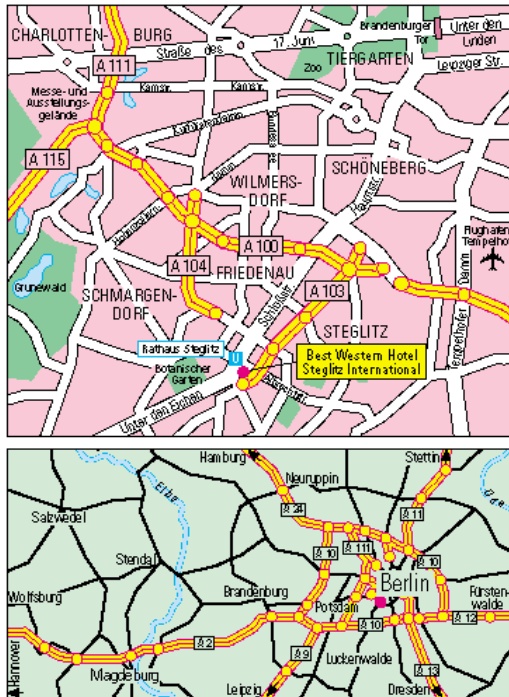 CHARLOTTEN-
BURG
Straße des
17. Juni
Brandenburger
Tor
Unter den
Linden
Leipziger Str.
TIERGARTEN
Zoo
A 111
Messe- und
Ausstellungs-
gelände
Kantstr.
Kantstr.
Kurfürstendamm
Bundesallee
A 115
SCHÖNEBERG
WILMERS-
DORF
Hauptstr.
Hohenzollern-
damm
A 100
Flughafen
Tempelhof
A 104
FRIEDENAU
A 103
Grunewald
SCHMARGEN-
DORF
Schloßstr.
STEGLITZ
Tempelhofer
Damm
Rathaus Steglitz
U
Best Western Hotel
Steglitz International
Botanischer
Garten
Albrechtstr.
Unter den Eichen
Hamburg
Stettin
Neuruppin
Elbe
Oder
Salzwedel
A 24
A 11
Stendal
A 10
A 111
A 10
Berlin
Wolfsburg
Brandenburg
Potsdam
Fürsten-
walde
A 10
A 12
A 2
Hannover
Magdeburg
A 9
Luckenwalde
A 13
Leipzig
Dresden